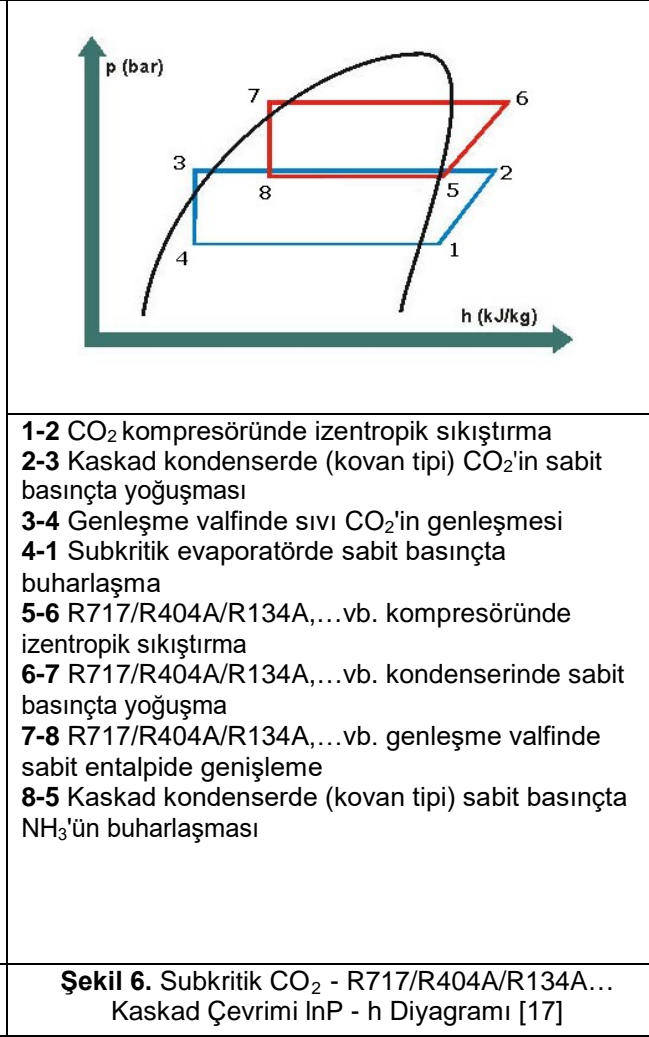 p (bar)
7
6
3
2
8
5
4
1
h (kJ/kg)
1-2 CO₂ kompresöründe izentropik sıkıştırma
2-3 Kaskad kondenserde (kovan tipi) CO₂'in sabit
basınçta yoğuşması
3-4 Genleşme valfinde sıvı CO₂'in genleşmesi
4-1 Subkritik evaporatörde sabit basınçta
buharlaşma
5-6 R717/R404A/R134A,…vb. kompresöründe
izentropik sıkıştırma
6-7 R717/R404A/R134A,…vb. kondenserinde sabit
basınçta yoğuşma
7-8 R717/R404A/R134A,…vb. genleşme valfinde
sabit entalpide genişleme
8-5 Kaskad kondenserde (kovan tipi) sabit basınçta
NH₃'ün buharlaşması
Şekil 6. Subkritik CO₂ - R717/R404A/R134A…
Kaskad Çevrimi lnP - h Diyagramı [17]